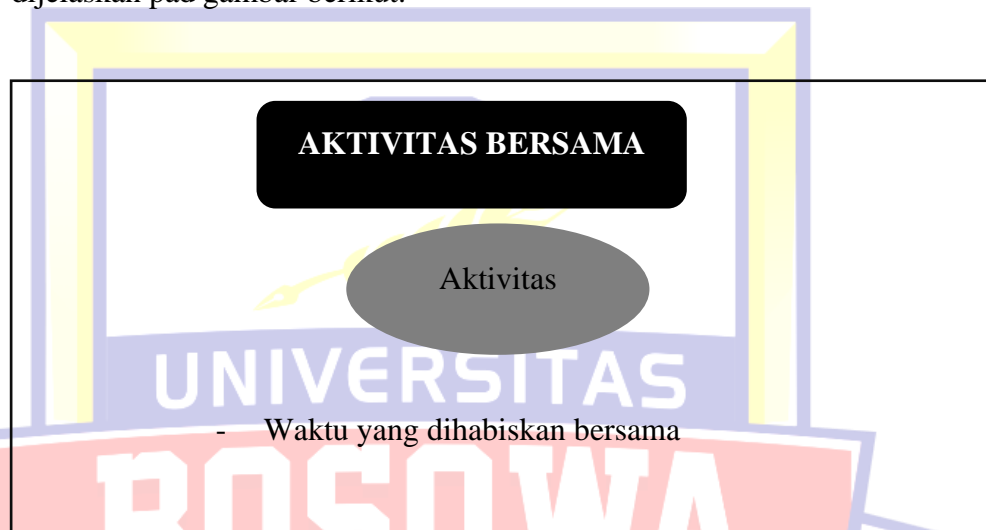 dijelaskan pad gambar berikut:
AKTIVITAS BERSAMA
Aktivitas
UNIVERSITAS
- Waktu yang dihabiskan bersama
BOSOWA